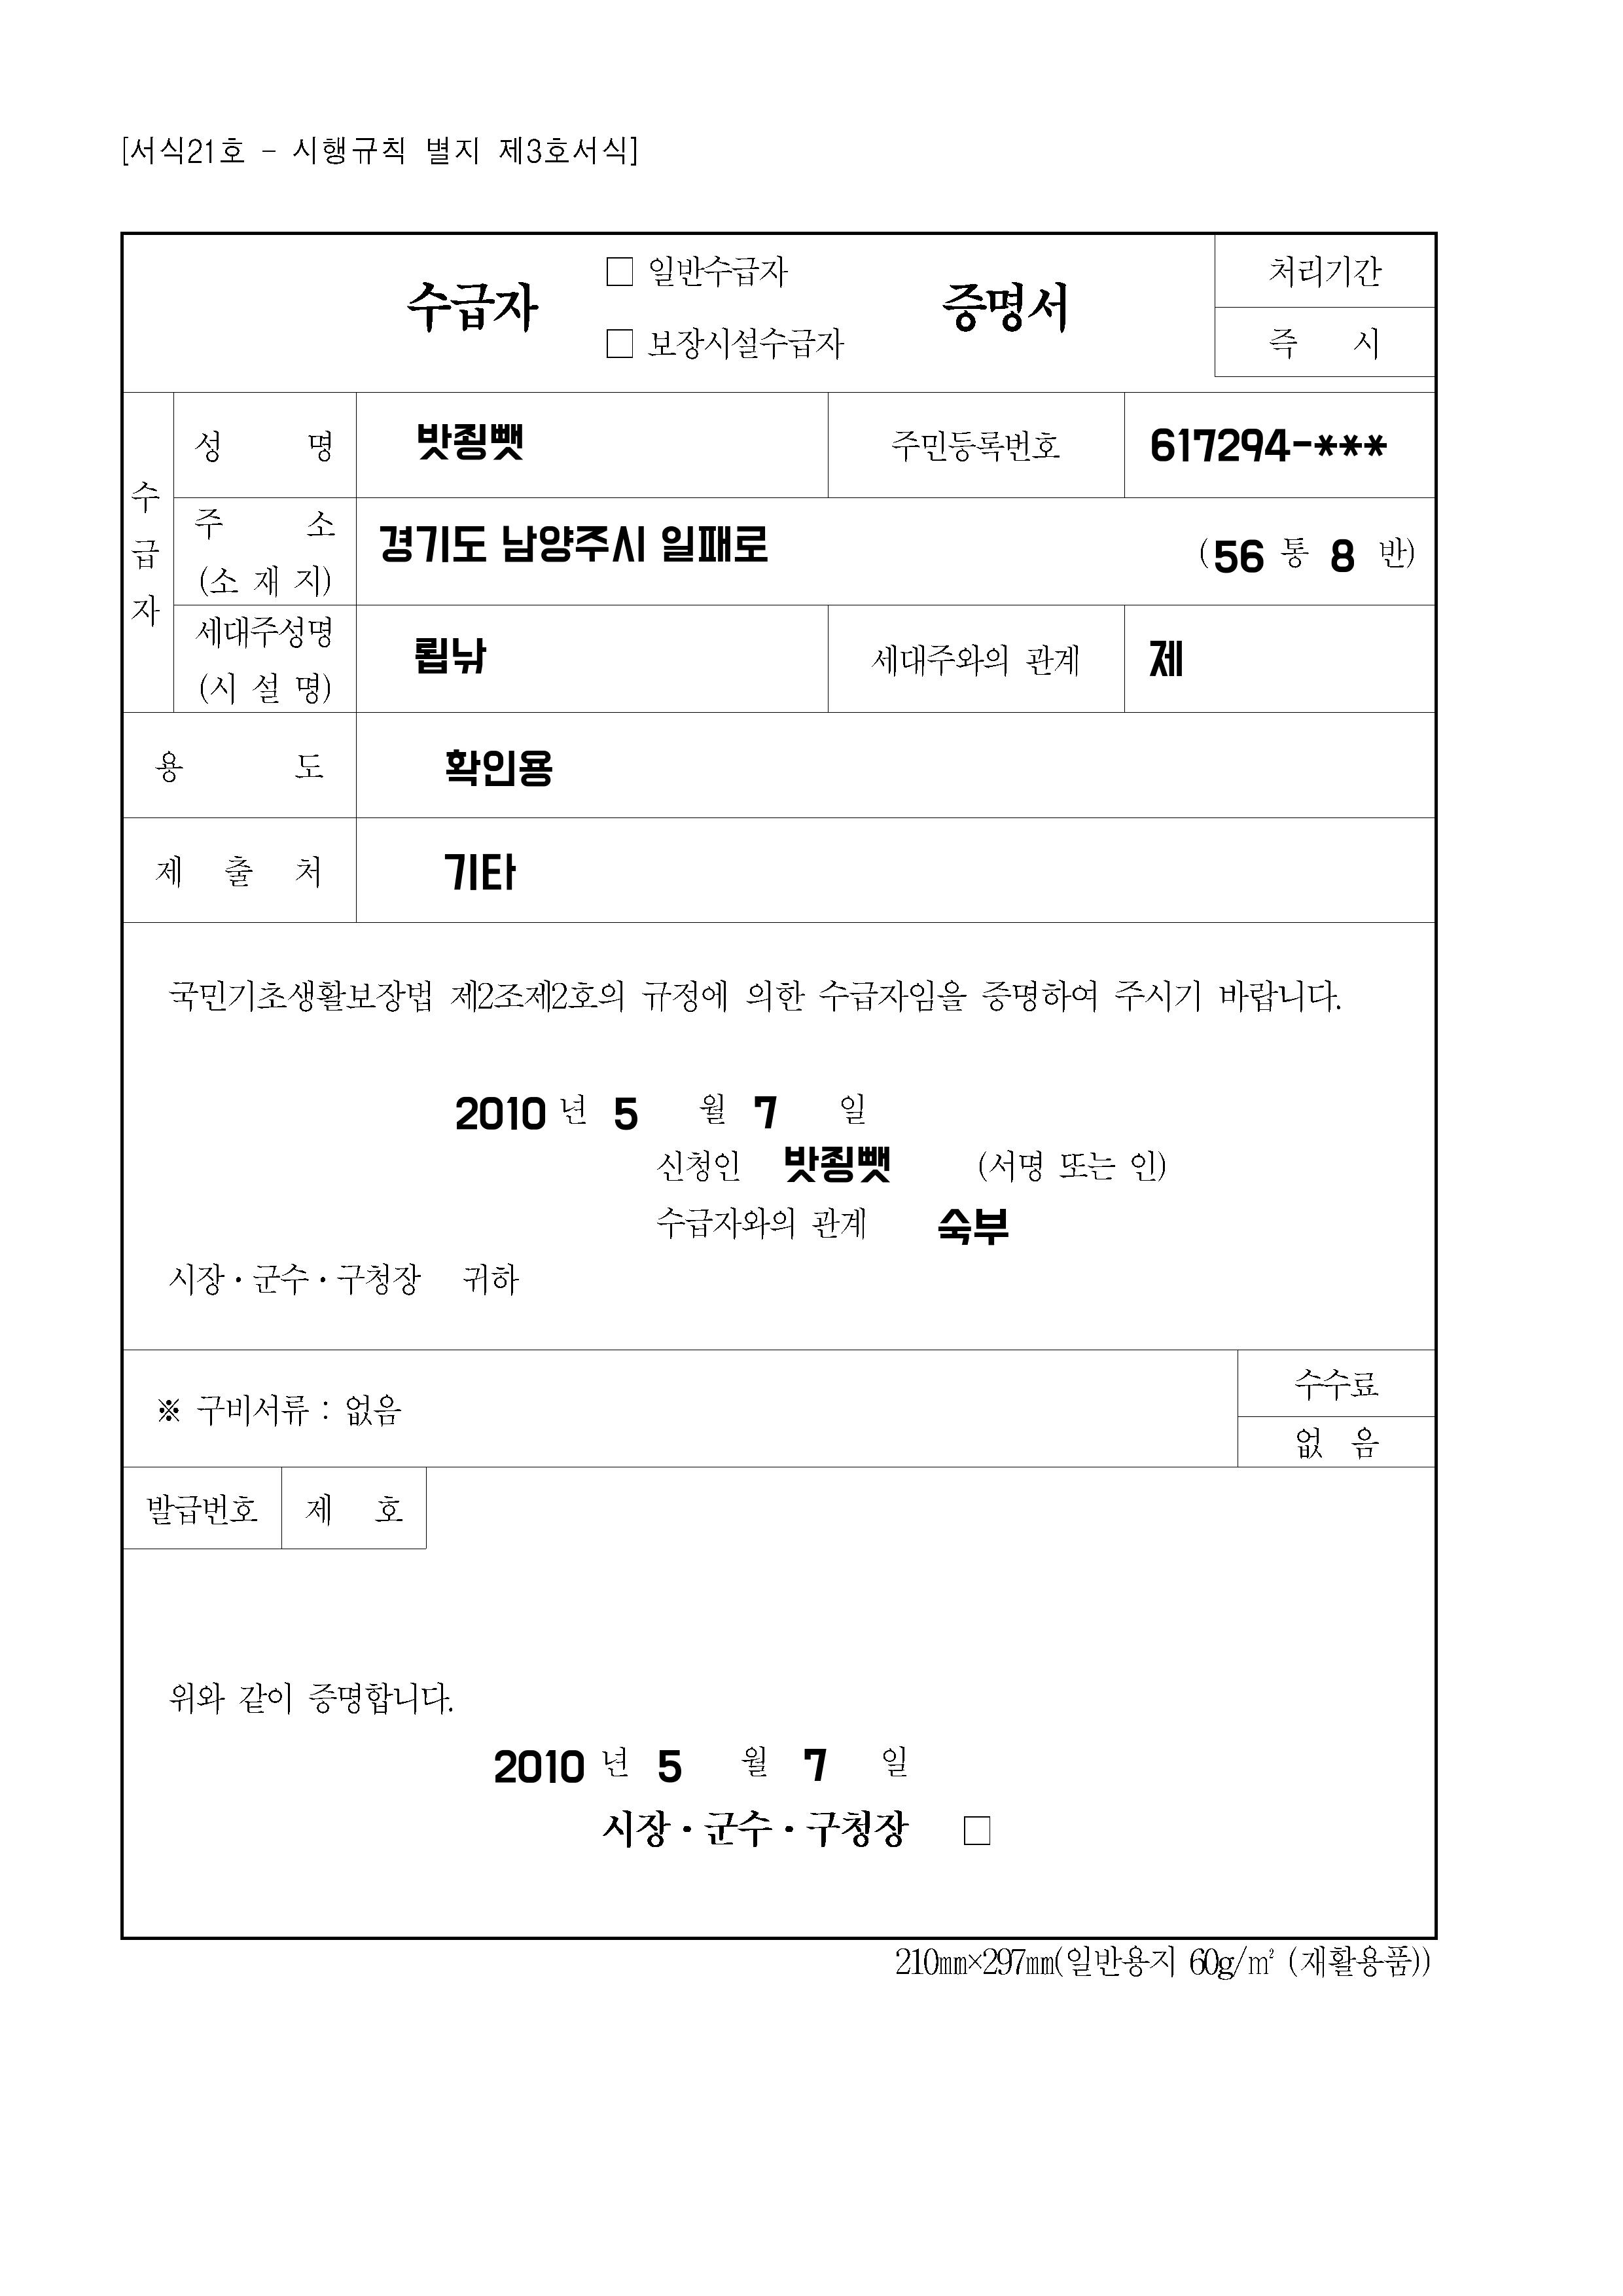 [서식21호 - 시행규칙 별지 제3호서식]
수급자 □ 일반수급자 □ 보장시설수급자 증명서
처리기간
즉 시
수급자
성 명 밧죙뺏 주민등록번호 617294-***
주 소 (소 재 지) 경기도 남양주시 일패로 (56 통 8 반)
세대주성명 (시 설 명) 룁낚 세대주와의 관계 제
용 도 확인용
제 출 처 기타
국민기초생활보장법 제2조제2호의 규정에 의한 수급자임을 증명하여 주시기 바랍니다.
2010 년 5 월 7 일
신청인 밧죙뺏 (서명 또는 인)
수급자와의 관계 숙부
시장·군수·구청장 귀하
※ 구비서류 : 없음
수수료
없 음
발급번호 제 호
위와 같이 증명합니다.
2010 년 5 월 7 일
시장·군수·구청장 □
210㎜×297㎜(일반용지 60g/㎡ (재활용품))